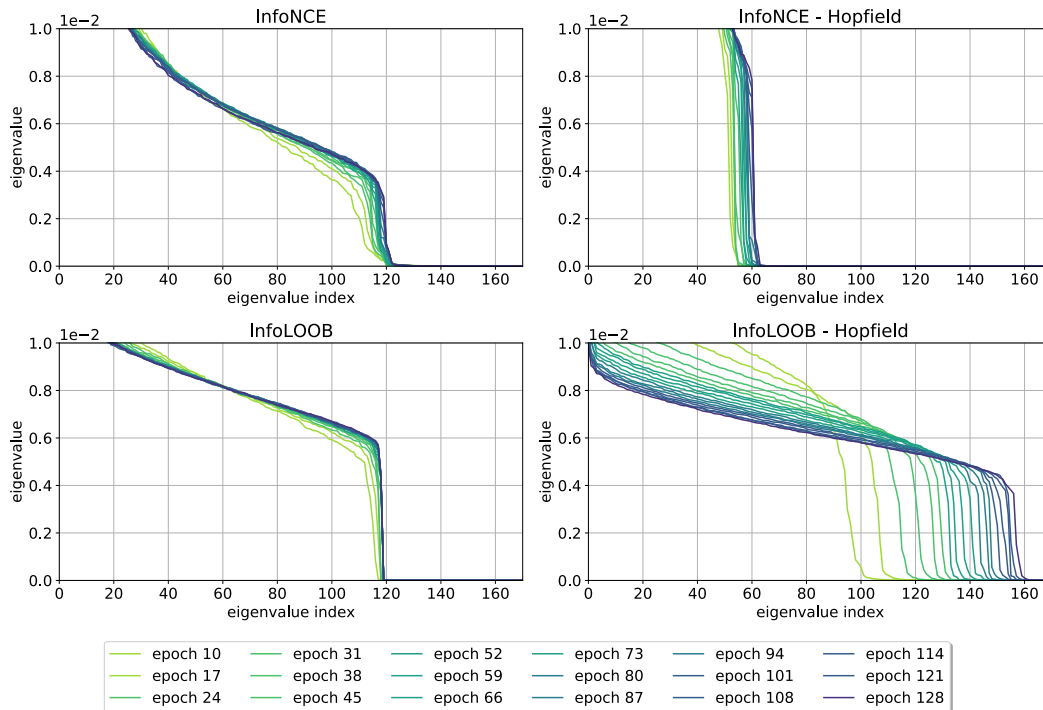 InfoNCE
1e−2
1.0
0.8
0.6
0.4
0.2
0.0
eigenvalue
0 20 40 60 80 100 120 140 160
eigenvalue index
InfoNCE - Hopfield
1e−2
1.0
0.8
0.6
0.4
0.2
0.0
eigenvalue
0 20 40 60 80 100 120 140 160
eigenvalue index
InfoLOOB
1e−2
1.0
0.8
0.6
0.4
0.2
0.0
eigenvalue
0 20 40 60 80 100 120 140 160
eigenvalue index
InfoLOOB - Hopfield
1e−2
1.0
0.8
0.6
0.4
0.2
0.0
eigenvalue
0 20 40 60 80 100 120 140 160
eigenvalue index
epoch 10 epoch 31 epoch 52 epoch 73 epoch 94 epoch 114
epoch 17 epoch 38 epoch 59 epoch 80 epoch 101 epoch 121
epoch 24 epoch 45 epoch 66 epoch 87 epoch 108 epoch 128